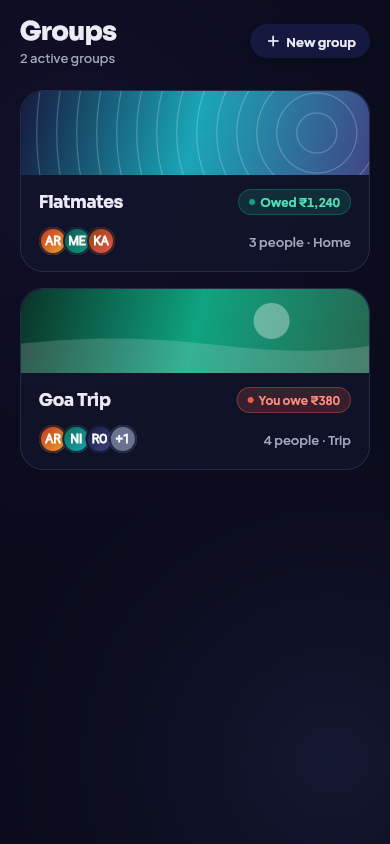 Groups
2 active groups
+ New group
Flatmates
Owed ₹1,240
AR ME KA
3 people · Home
Goa Trip
You owe ₹380
AR NI RO +1
4 people · Trip